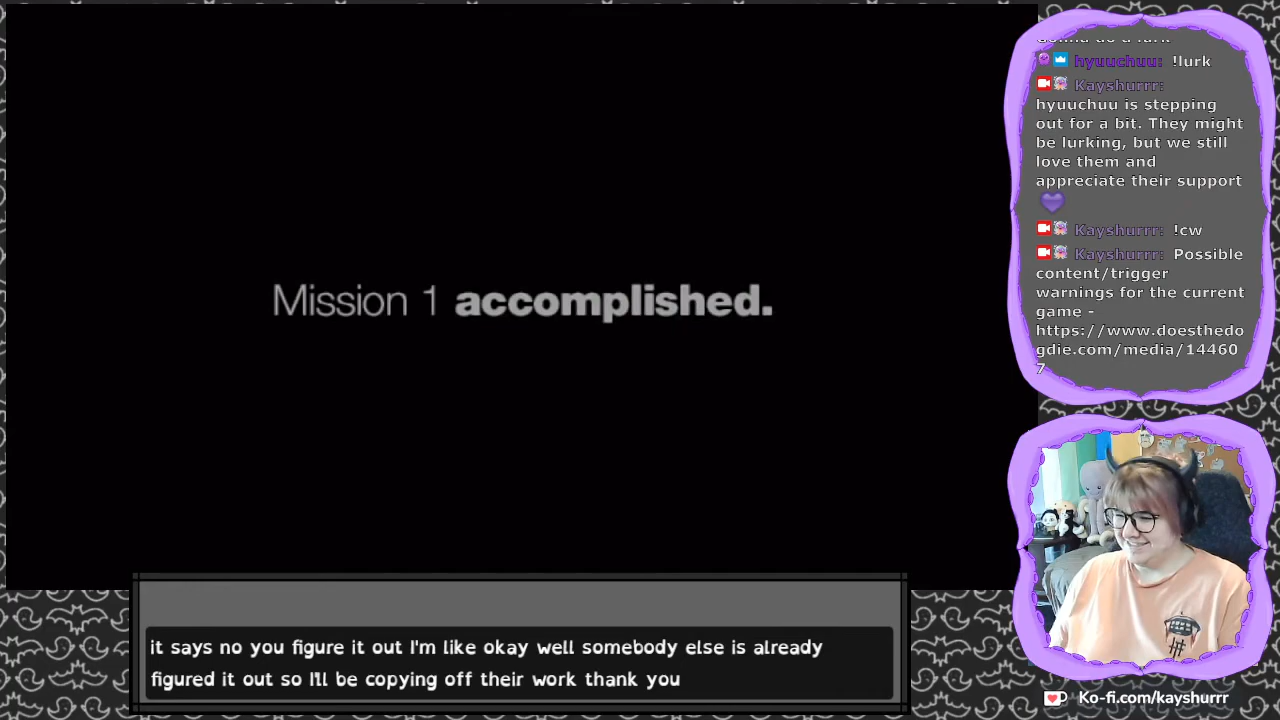 Mission 1 accomplished.
hyuuchuu: !lurk
Kayshurrr:
hyuuchuu is stepping
out for a bit. They might
be lurking, but we still
love them and
appreciate their support
Kayshurrr: !cw
Kayshurrr: Possible
content/trigger
warnings for the current
game -
https://www.doesthedo
gdie.com/media/14460
7
it says no you figure it out I'm like okay well somebody else is already
figured it out so I'll be copying off their work thank you
Ko-fi.com/kayshurrr